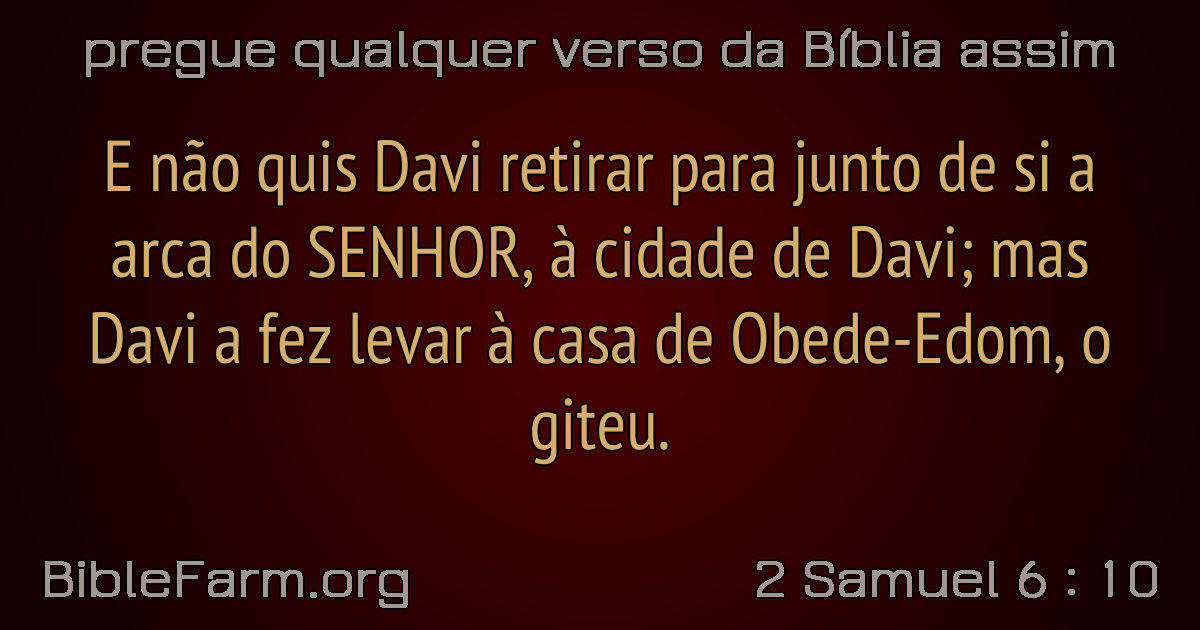 pregue qualquer verso da Bíblia assim
E não quis Davi retirar para junto de si a
arca do SENHOR, à cidade de Davi; mas
Davi a fez levar à casa de Obede-Edom, o
giteu.
BibleFarm.org
2 Samuel 6 : 10